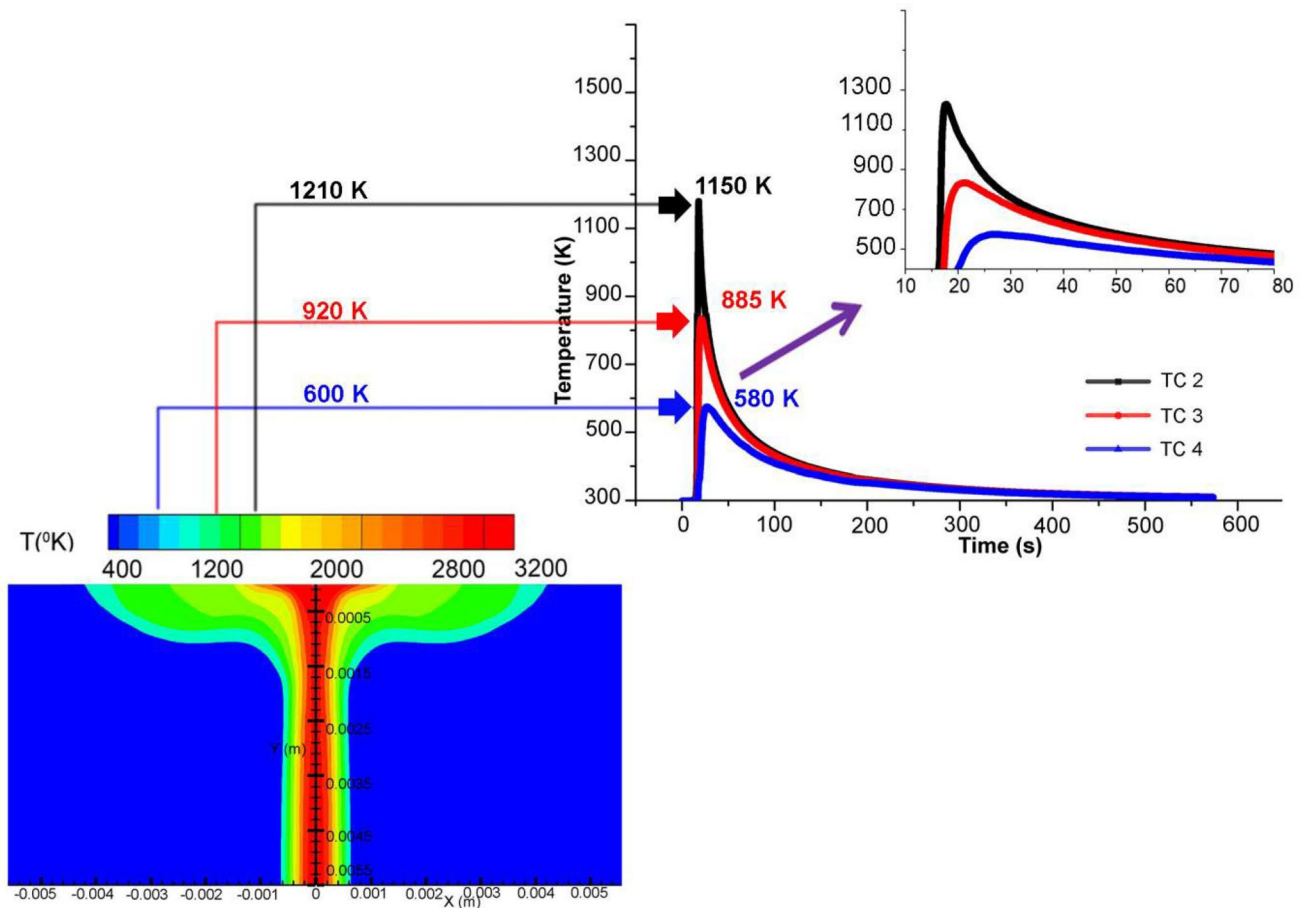 1500
1300
1100
900
700
500
300
Temperature (K)
0 100 200 300 400 500 600
Time (s)
1300
1100
900
700
500
10 20 30 40 50 60 70 80
1210 K
1150 K
920 K
885 K
600 K
580 K
TC 2
TC 3
TC 4
T(⁰K)
400 1200 2000 2800 3200
0.0005
0.0015
0.0025
Y (m)
0.0035
0.0045
0.0055
-0.005 -0.004 -0.003 -0.002 -0.001 0 0.001 0.002 0.003 0.004 0.005
X (m)